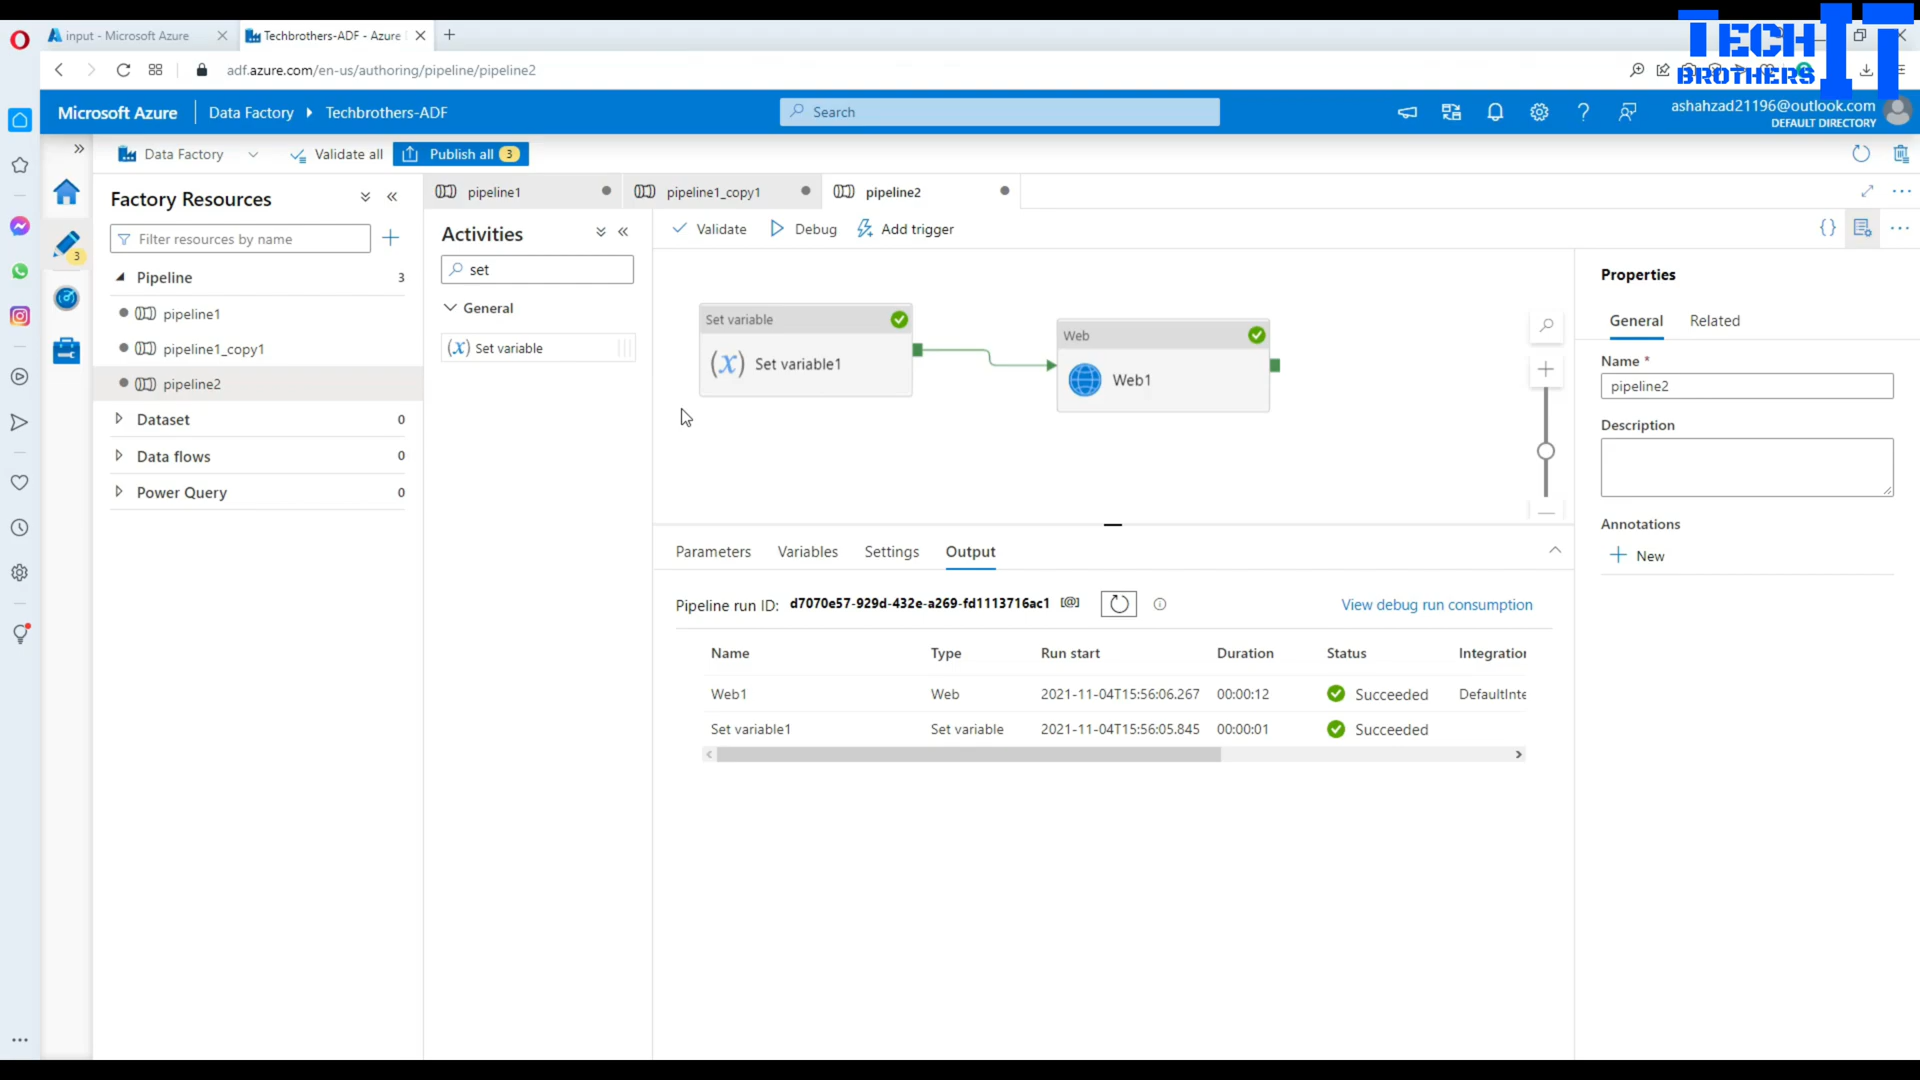 input - Microsoft Azure
Techbrothers-ADF - Azure
TECH
BROTHERS
IT
adf.azure.com/en-us/authoring/pipeline/pipeline2
Microsoft Azure
Data Factory
Techbrothers-ADF
Search
ashahzad21196@outlook.com
DEFAULT DIRECTORY
Data Factory
Validate all
Publish all 3
3
Factory Resources
Filter resources by name
Pipeline 3
pipeline1
pipeline1_copy1
pipeline2
Dataset 0
Data flows 0
Power Query 0
pipeline1
pipeline1_copy1
pipeline2
Activities
set
General
(x) Set variable
Validate
Debug
Add trigger
{}
Set variable
(x) Set variable1
Web
Web1
Parameters
Variables
Settings
Output
Pipeline run ID: d7070e57-929d-432e-a269-fd1113716ac1 [@]
View debug run consumption
Name Type Run start Duration Status Integration
Web1 Web 2021-11-04T15:56:06.267 00:00:12 Succeeded DefaultInte
Set variable1 Set variable 2021-11-04T15:56:05.845 00:00:01 Succeeded
Properties
General
Related
Name *
pipeline2
Description
Annotations
New